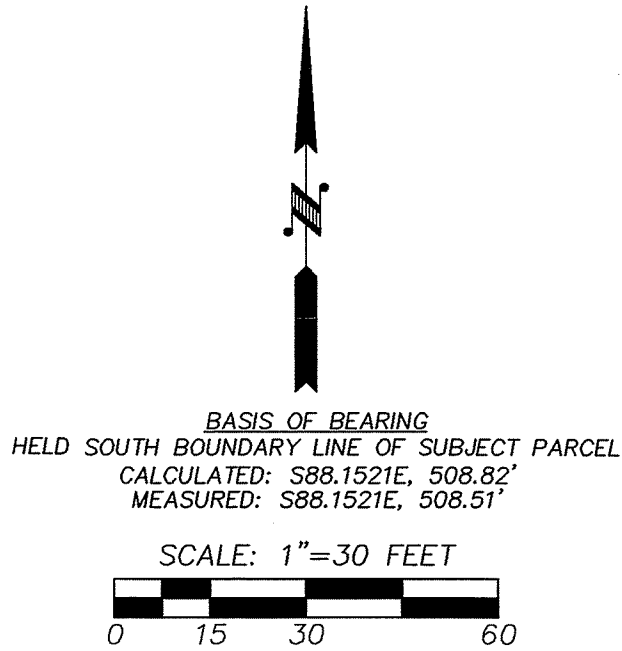 N
BASIS OF BEARING
HELD SOUTH BOUNDARY LINE OF SUBJECT PARCEL
CALCULATED: S88.1521E, 508.82'
MEASURED: S88.1521E, 508.51'
SCALE: 1"=30 FEET
0 15 30 60